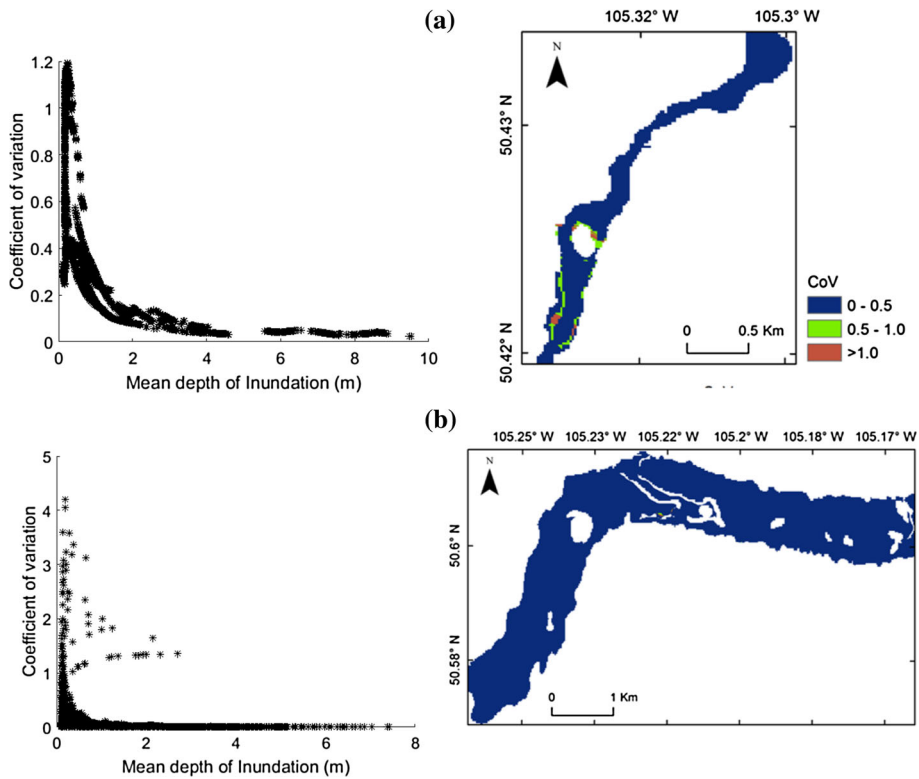 (a)
1.2
1
0.8
0.6
0.4
0.2
0
0 2 4 6 8 10
Coefficient of variation
Mean depth of Inundation (m)
105.32° W 105.3° W
50.43° N
50.42° N
N
0 0.5 Km
CoV
0 - 0.5
0.5 - 1.0
>1.0
(b)
5
4
3
2
1
0
0 2 4 6 8
Coefficient of variation
Mean depth of Inundation (m)
105.25° W 105.23° W 105.22° W 105.2° W 105.18° W 105.17° W
50.6° N
50.58° N
N
0 1 Km